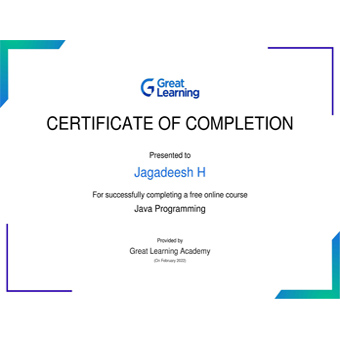 Great
Learning
CERTIFICATE OF COMPLETION
Presented to
Jagadeesh H
For successfully completing a free online course
Java Programming
Provided by
Great Learning Academy
(On February 2022)